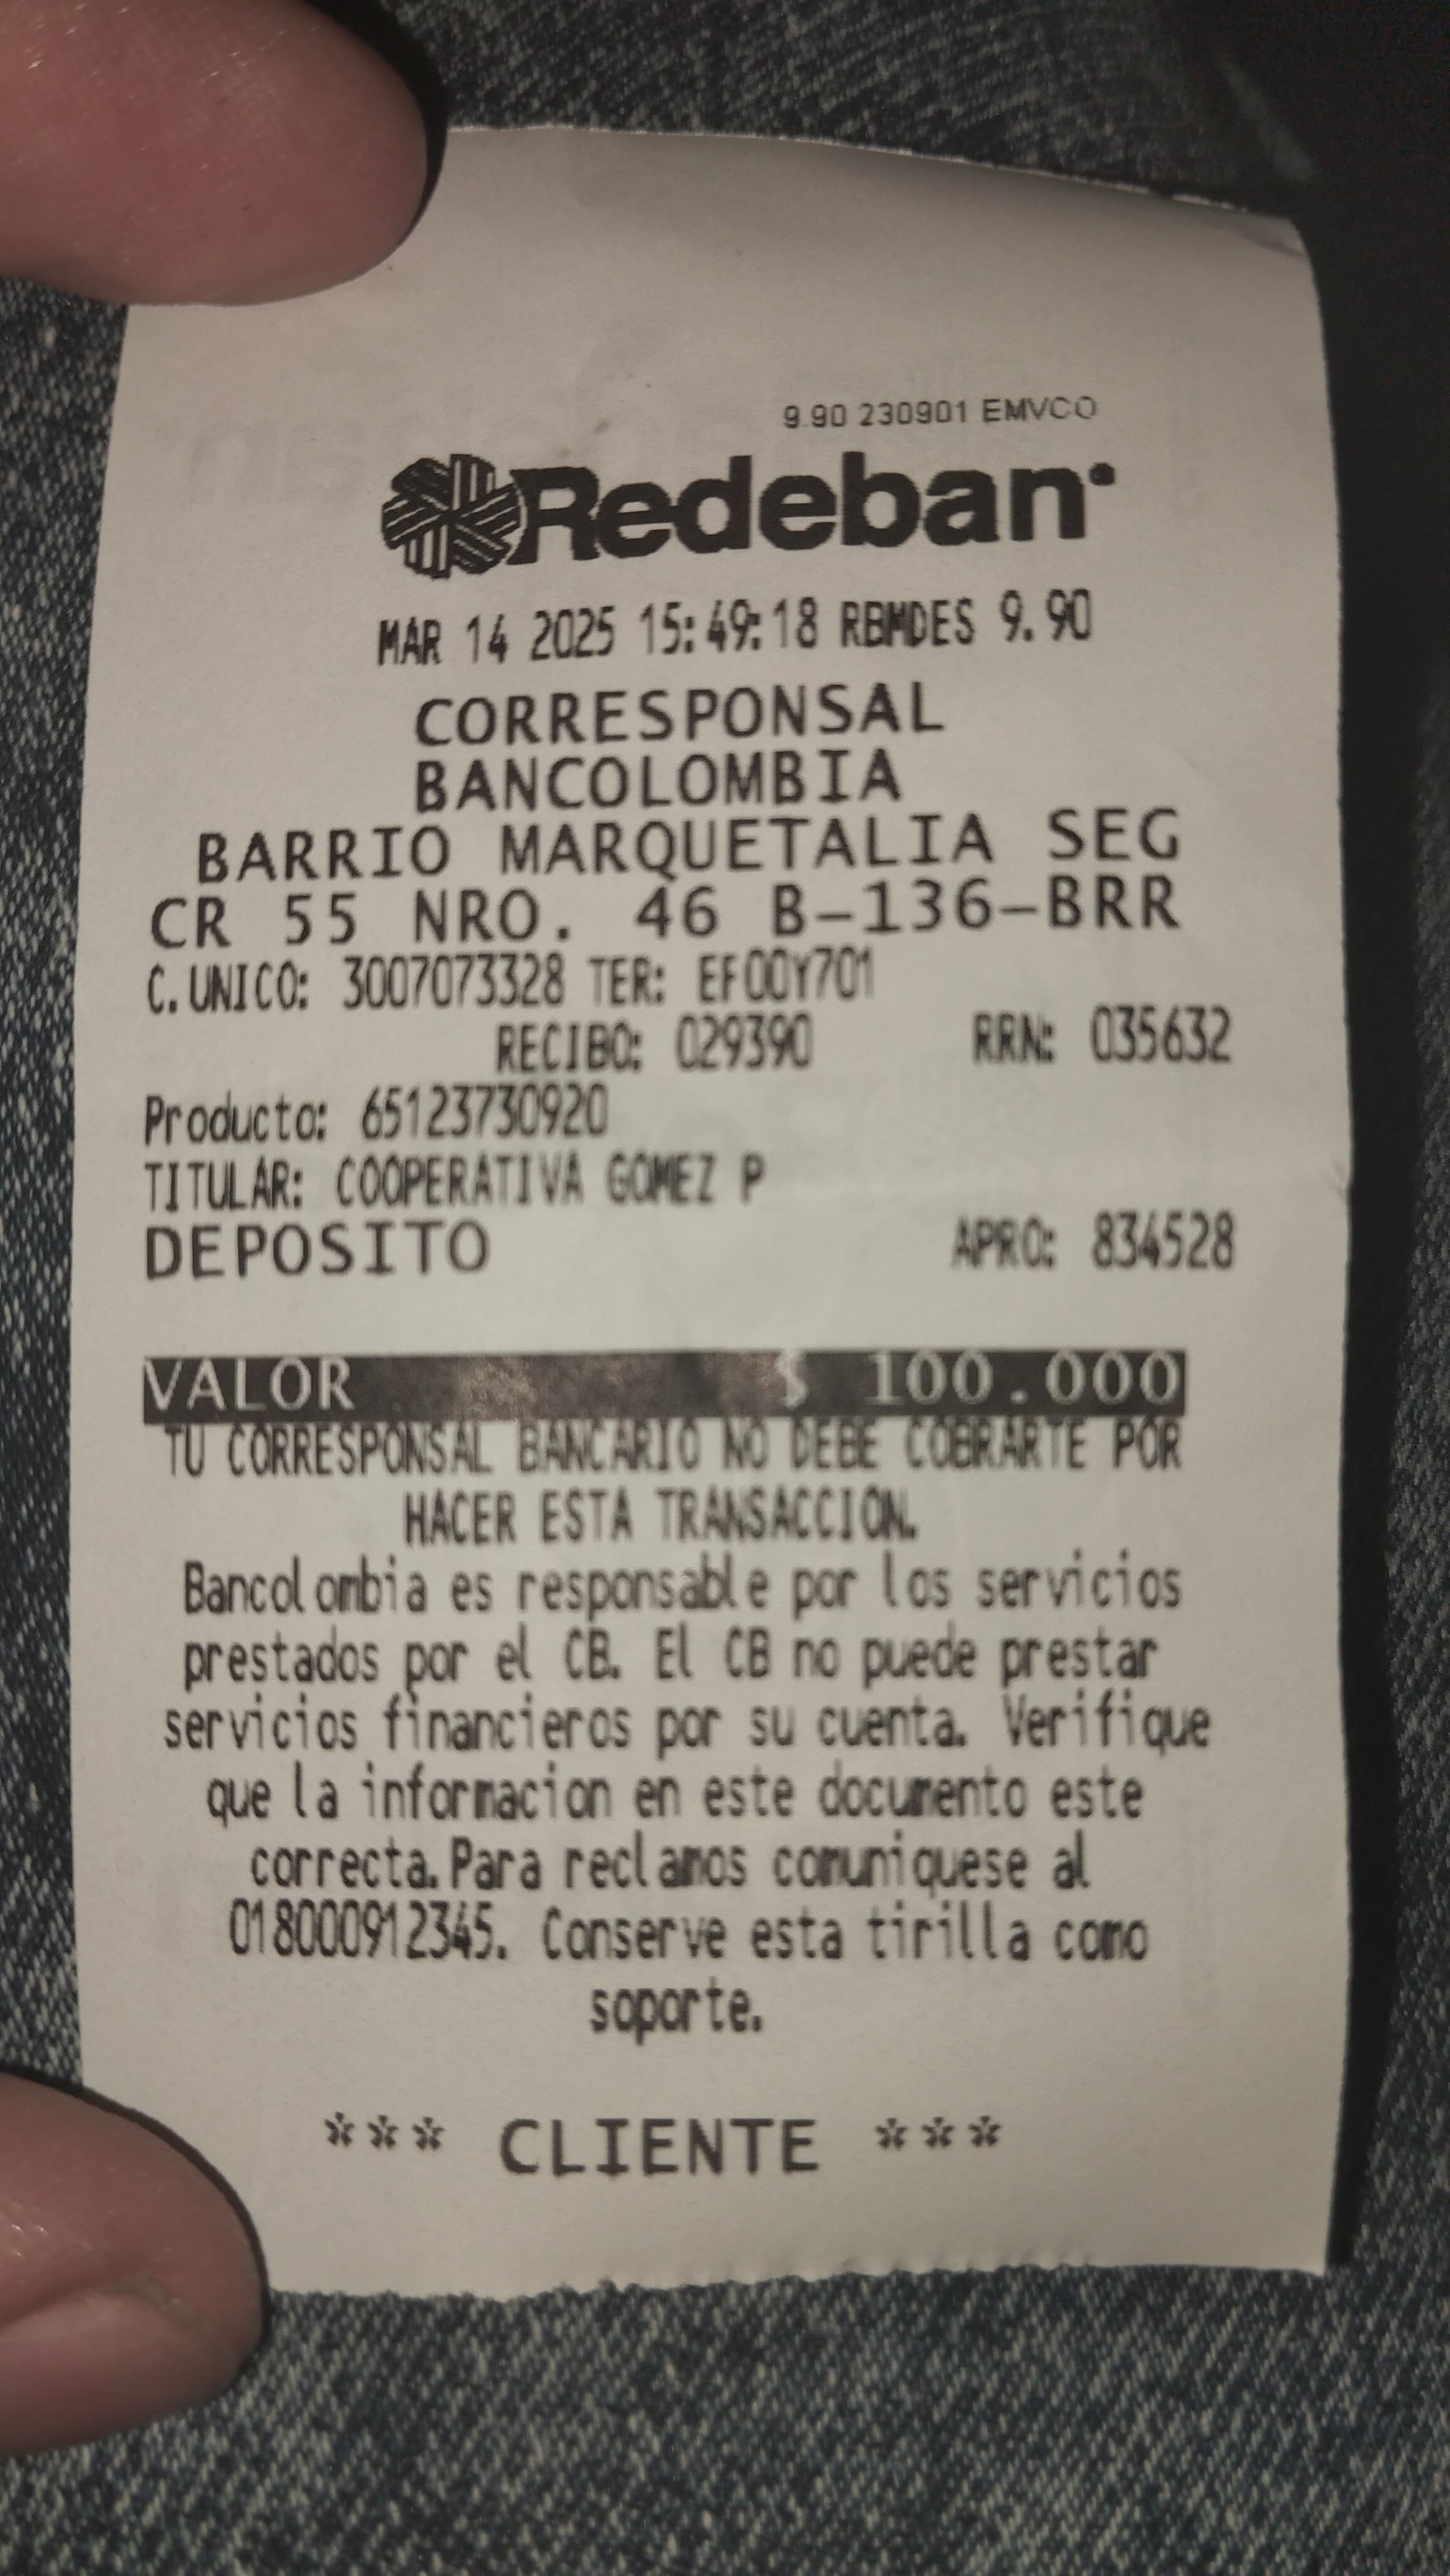 9.90 230901 EMVCO
Redeban
MAR 14 2025 15:49:18 RBMDES 9.90
CORRESPONSAL
BANCOLOMBIA
BARRIO MARQUETALIA SEG
CR 55 NRO. 46 B-136-BRR
C.UNICO: 3007073328 TER: EF00Y701
RECIBO: 029390 RRN: 035632
Producto: 65123730920
TITULAR: COOPERATIVA GOMEZ P
DEPOSITO APRO: 834528
VALOR $ 100.000
TU CORRESPONSAL BANCARIO NO DEBE COBRARTE POR
HACER ESTA TRANSACCION.
Bancolombia es responsable por los servicios
prestados por el CB. El CB no puede prestar
servicios financieros por su cuenta. Verifique
que la informacion en este documento este
correcta.Para reclamos comuniquese al
018000912345. Conserve esta tirilla como
soporte.
*** CLIENTE ***